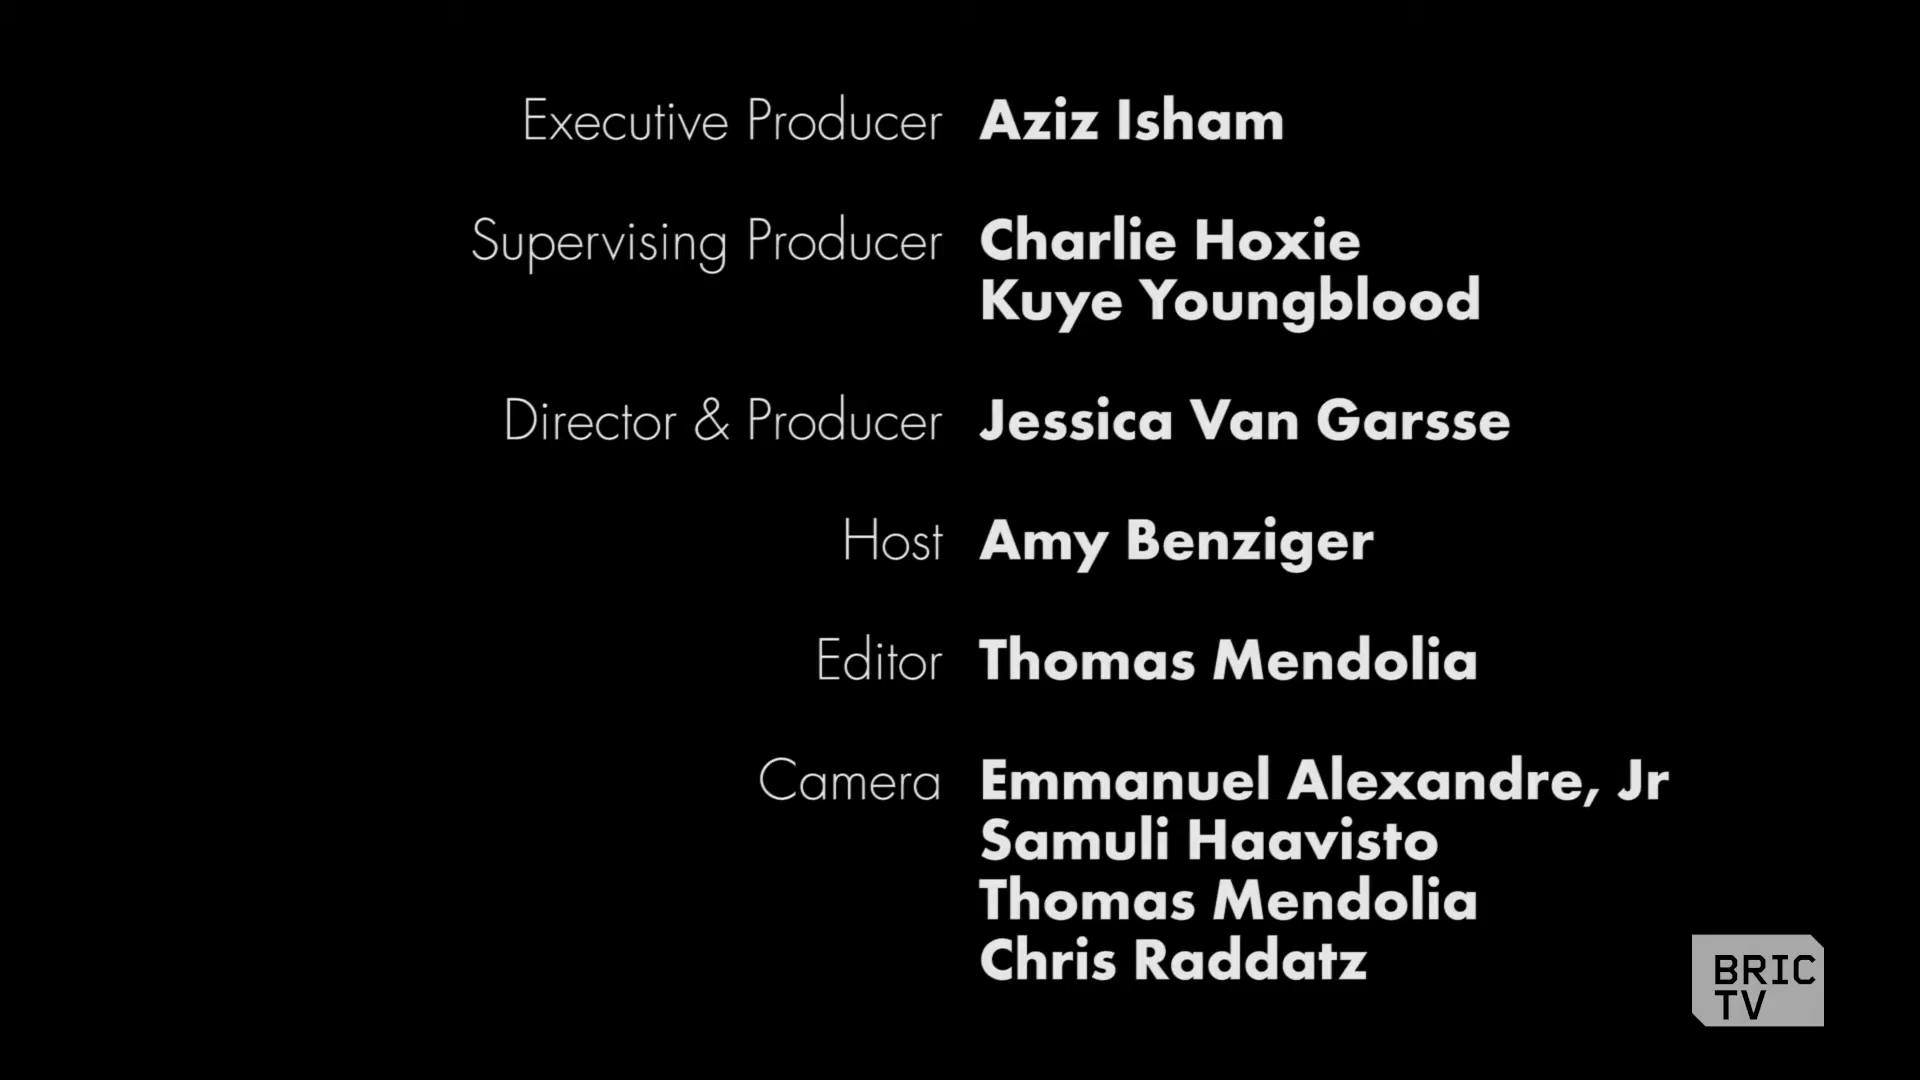 Executive Producer Aziz Isham
Supervising Producer Charlie Hoxie
Kuye Youngblood
Director & Producer Jessica Van Garsse
Host Amy Benziger
Editor Thomas Mendolia
Camera Emmanuel Alexandre, Jr
Samuli Haavisto
Thomas Mendolia
Chris Raddatz
BRIC
TV